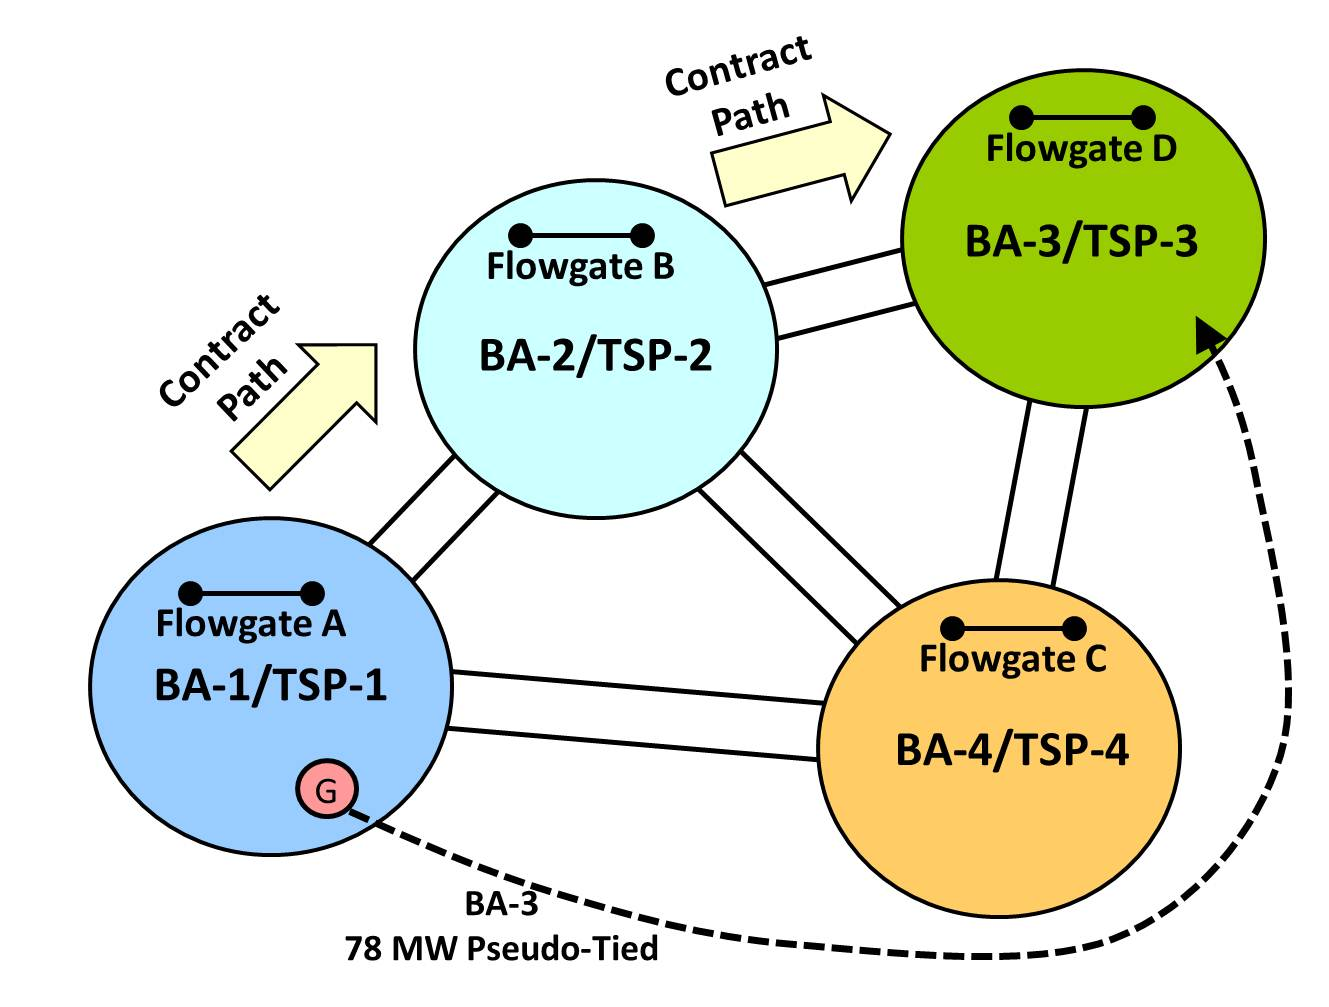 Contract
Path
Flowgate D
BA-3/TSP-3
Flowgate B
BA-2/TSP-2
Contract
Path
Flowgate A
BA-1/TSP-1
Flowgate C
BA-4/TSP-4
G
BA-3
78 MW Pseudo-Tied